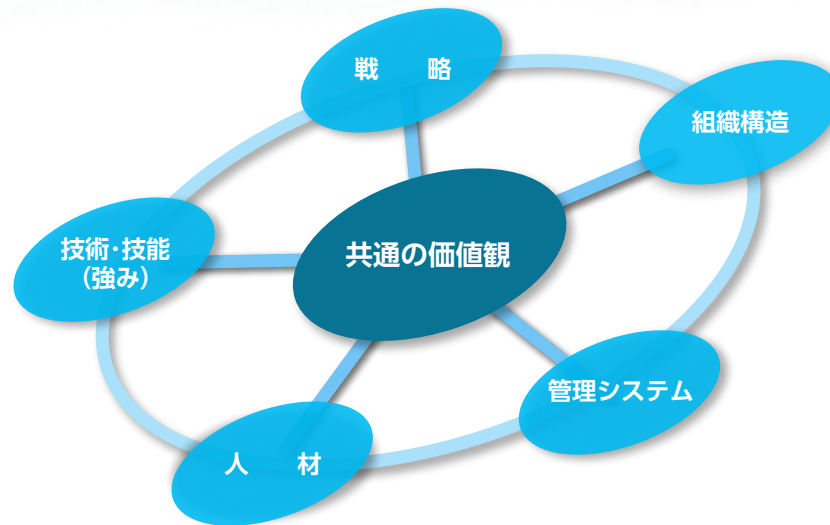 戦　　略
組織構造
共通の価値観
技術・技能
（強み）
管理システム
人　　材